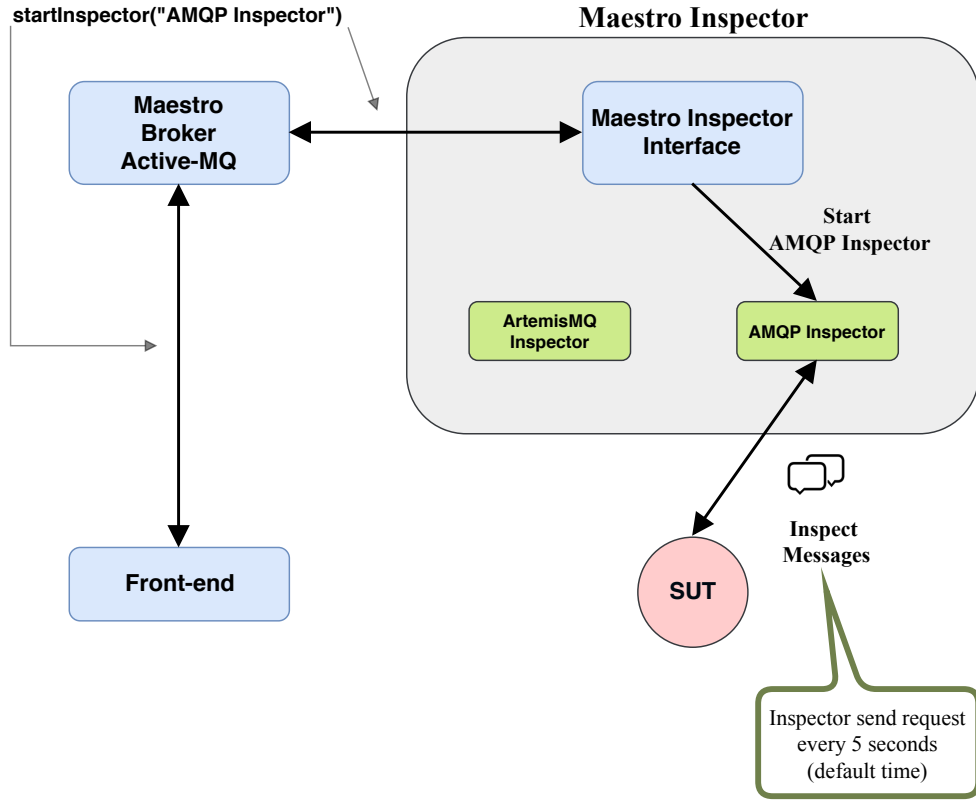 startInspector("AMQP Inspector")
Maestro Inspector
Maestro
Broker
Active-MQ
Maestro Inspector
Interface
Start
AMQP Inspector
ArtemisMQ
Inspector
AMQP Inspector
Inspect
Messages
Front-end
SUT
Inspector send request
every 5 seconds
(default time)